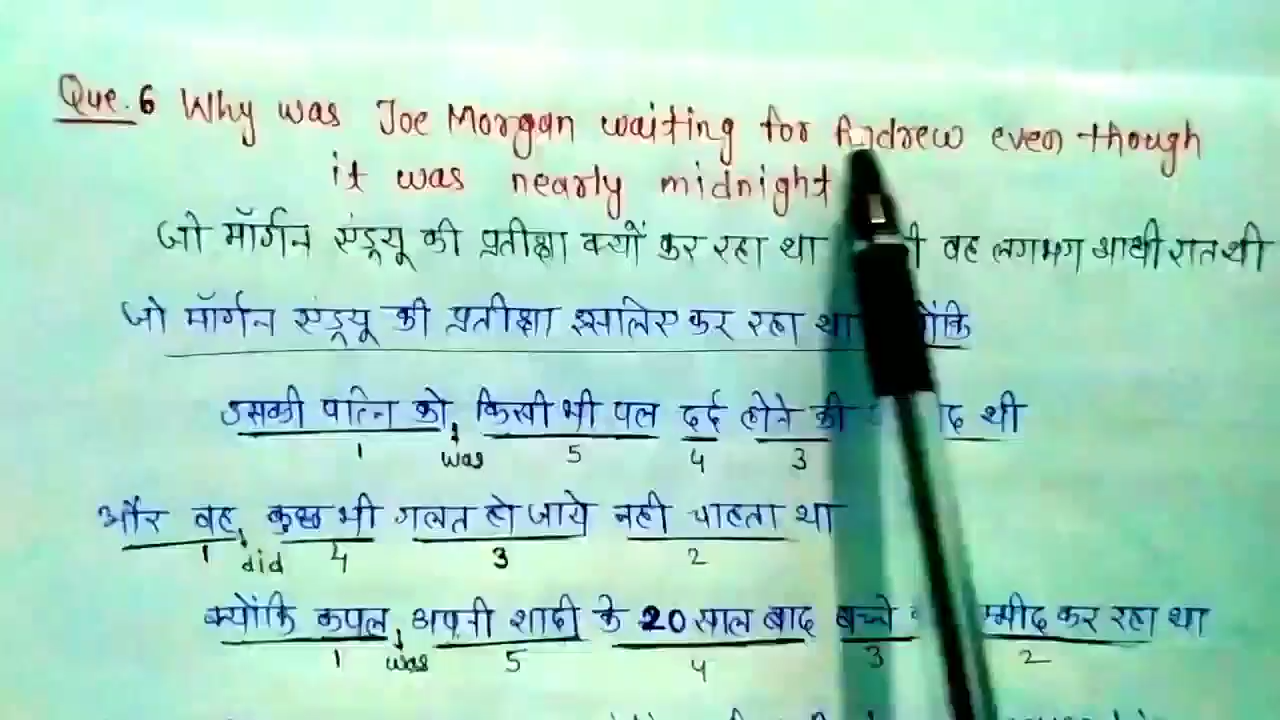 Que. 6 Why was Joe Morgan waiting for Andrew even though
it was nearly midnight
जो मॉर्गन एंड्रयू की प्रतीक्षा क्यों कर रहा था वह लगभग आधी रात थी
जो मॉर्गन एंड्रयू की प्रतीक्षा इसलिए कर रहा था
उसकी पत्नि को, किसी भी पल दर्द होने की थी
1 was 5 4 3
और वह, कुछ भी गलत हो जाये नही चाहता था
1 did 4 3 2
क्योंकि कपल, अपनी शादी के 20 साल बाद बच्चे कर रहा था
1 was 5 4 3 2